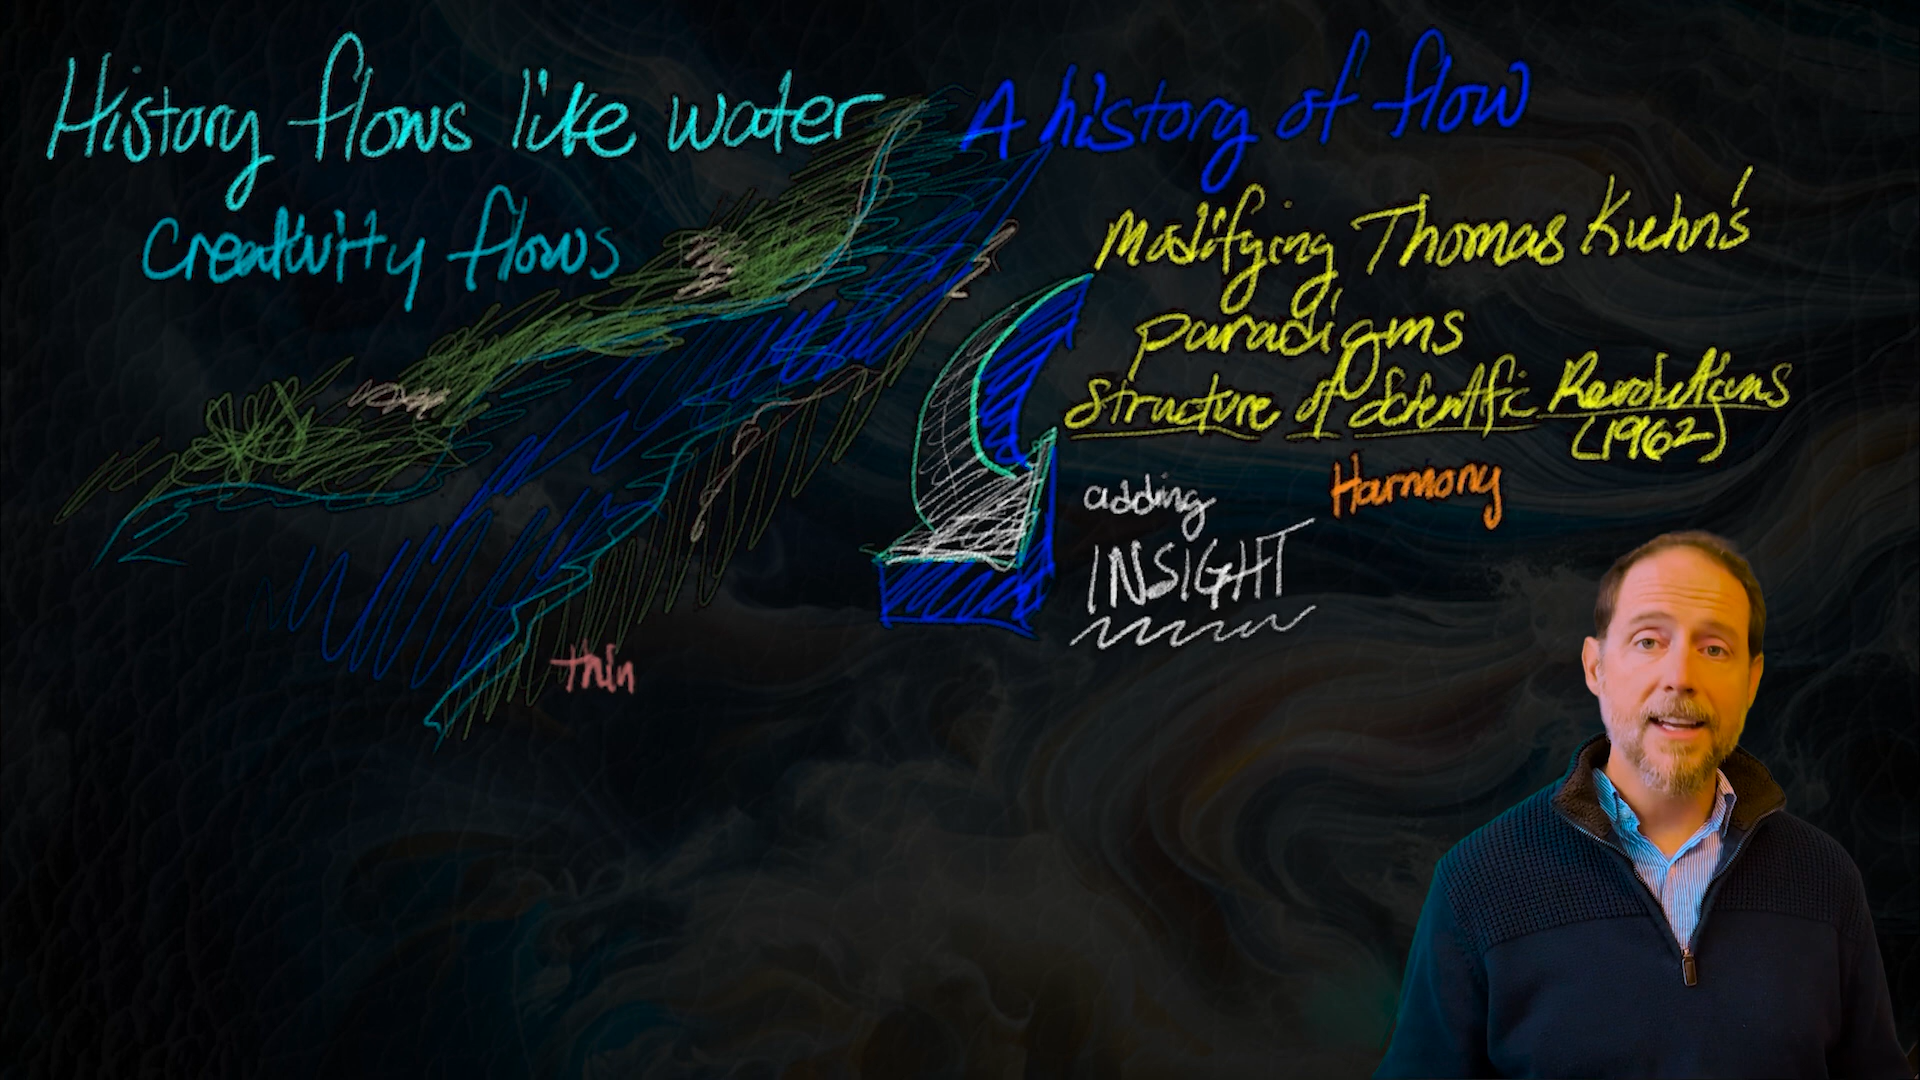 History flows like water
creativity flows
A history of flow
Modifying Thomas Kuhn's
paradigms
Structure of Scientific Revolutions
(1962)
adding
INSIGHT
Harmony
thin